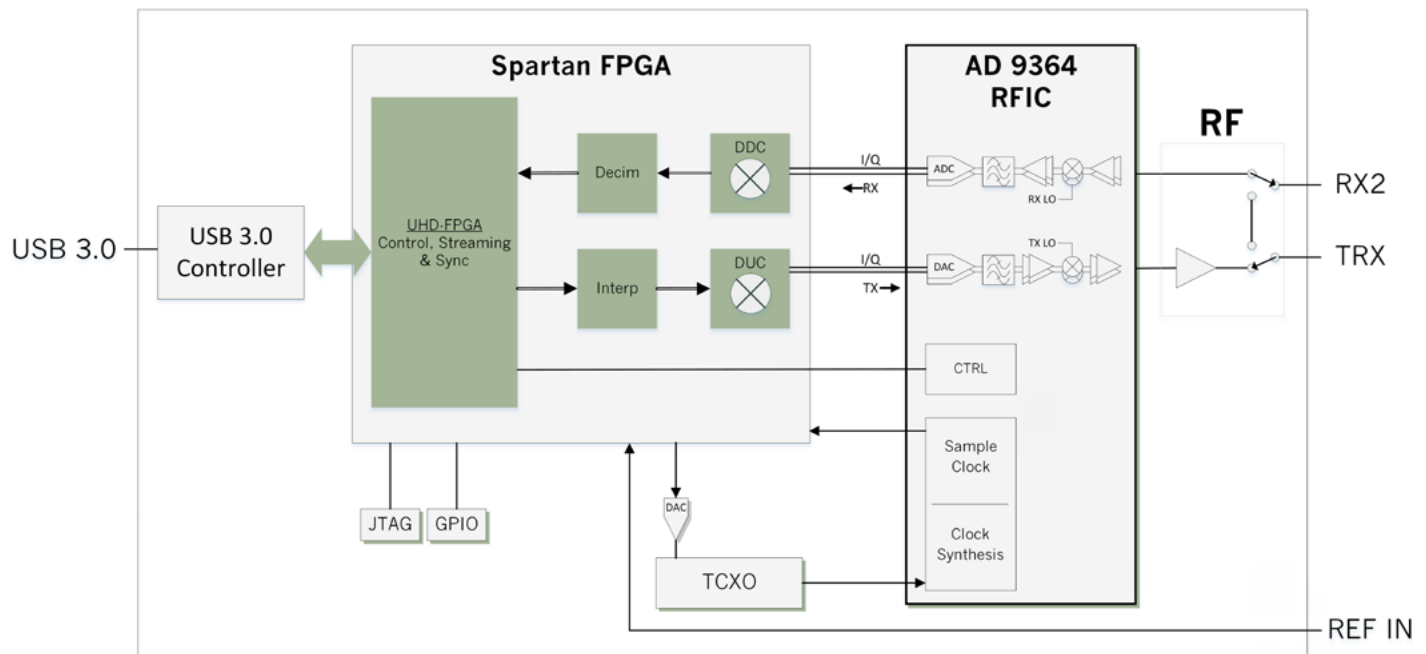 Spartan FPGA
AD 9364
RFIC
RF
DDC
Decim
I/Q
RX
ADC
RX LO
RX2
UHD-FPGA
Control, Streaming
& Sync
USB 3.0
USB 3.0
Controller
TX LO
TRX
Interp
DUC
I/Q
TX
DAC
CTRL
Sample
Clock
Clock
Synthesis
JTAG
GPIO
DAC
TCXO
REF IN